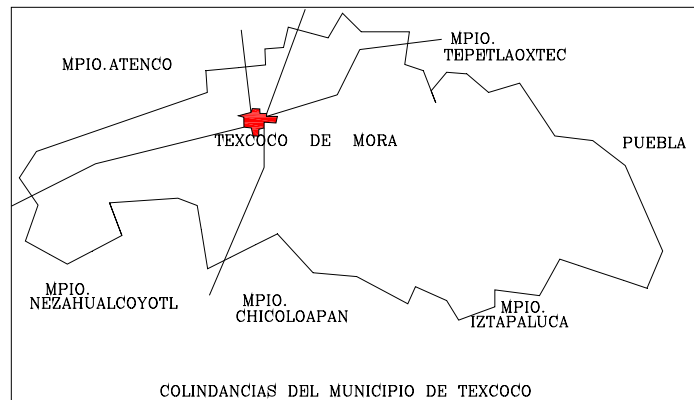 MPIO.
TEPETLAOXTEC
MPIO. ATENCO
TEXCOCO DE MORA
PUEBLA
MPIO.
NEZAHUALCOYOTL
MPIO.
CHICOLOAPAN
MPIO.
IZTAPALUCA
COLINDANCIAS DEL MUNICIPIO DE TEXCOCO